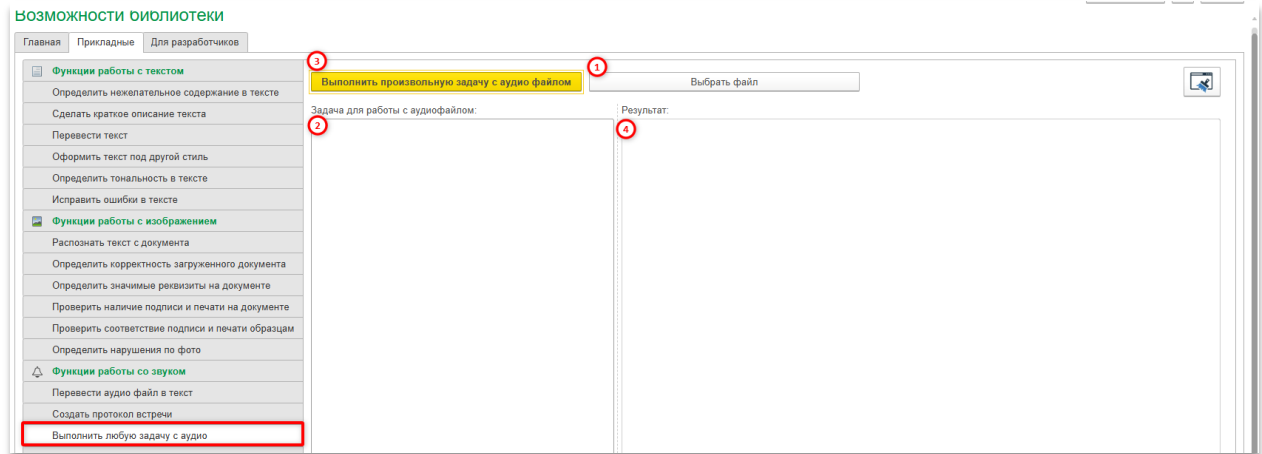 Возможности библиотеки
Главная Прикладные Для разработчиков
Функции работы с текстом
Определить нежелательное содержание в тексте
Сделать краткое описание текста
Перевести текст
Оформить текст под другой стиль
Определить тональность в тексте
Исправить ошибки в тексте
Функции работы с изображением
Распознать текст с документа
Определить корректность загруженного документа
Определить значимые реквизиты на документе
Проверить наличие подписи и печати на документе
Проверить соответствие подписи и печати образцам
Определить нарушения по фото
Функции работы со звуком
Перевести аудио файл в текст
Создать протокол встречи
Выполнить любую задачу с аудио
3 1
Выполнить произвольную задачу с аудио файлом Выбрать файл
Задача для работы с аудиофайлом: Результат:
2 4